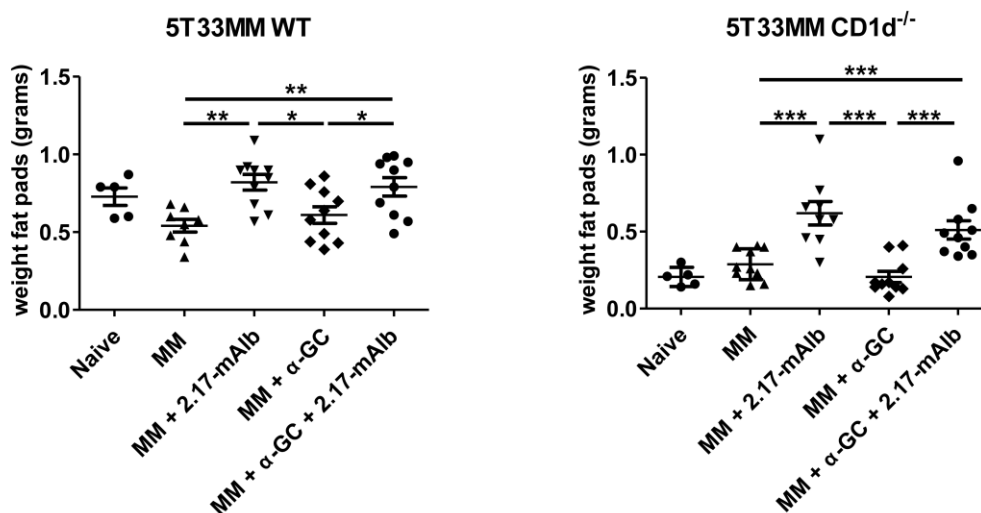 5T33MM WT
weight fat pads (grams)
1.5
1.0
0.5
0.0
**
**
*
*
Naive
MM
MM + 2.17-mAlb
MM + α-GC
MM + α-GC + 2.17-mAlb
5T33MM CD1d-/-
weight fat pads (grams)
1.5
1.0
0.5
0.0
***
***
***
***
Naive
MM
MM + 2.17-mAlb
MM + α-GC
MM + α-GC + 2.17-mAlb